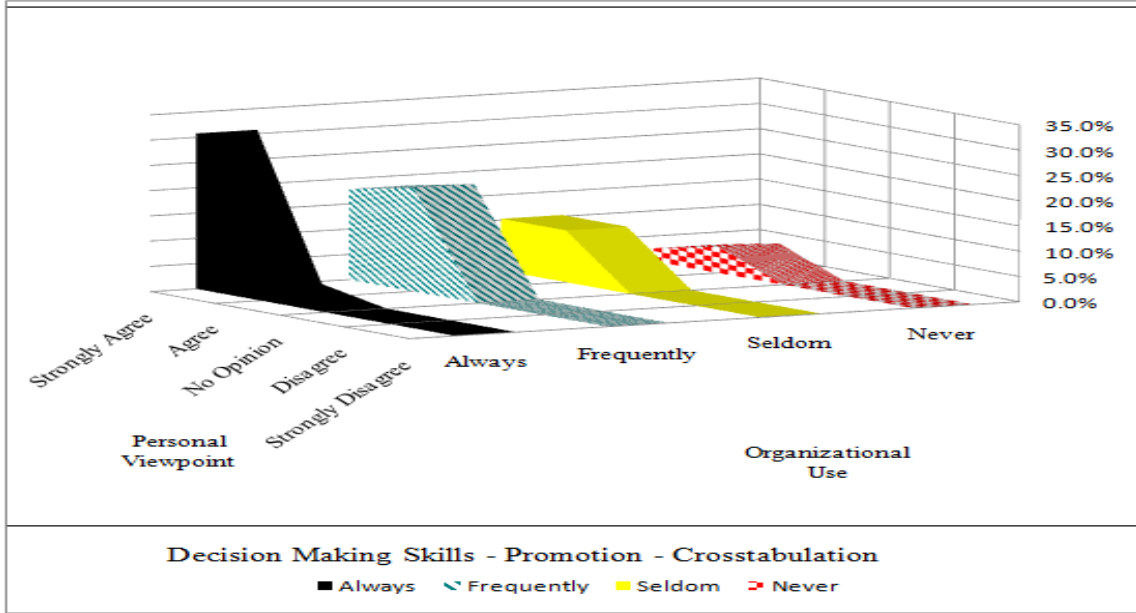 35.0%
30.0%
25.0%
20.0%
15.0%
10.0%
5.0%
0.0%
Strongly Agree
Agree
No Opinion
Disagree
Strongly Disagree
Always
Frequently
Seldom
Never
Personal
Viewpoint
Organizational
Use
Decision Making Skills - Promotion - Crosstabulation
Always Frequently Seldom Never